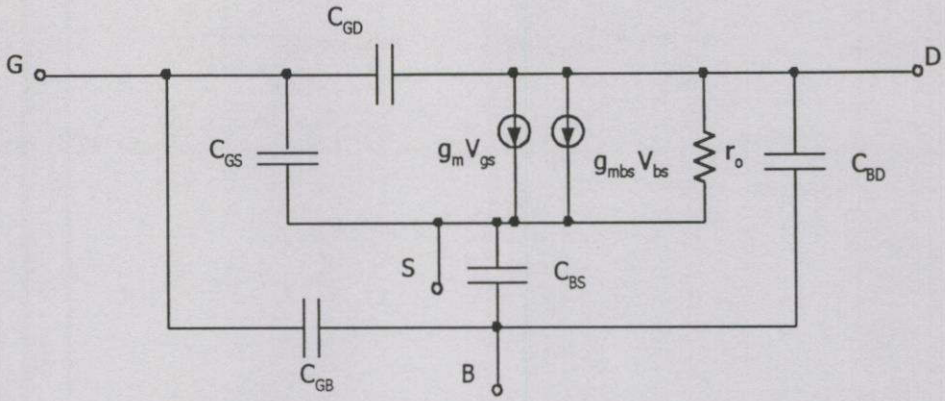 C_GD
G
D
C_GS
g_m V_gs
g_mbs V_bs
r_o
C_BD
S
C_BS
C_GB
B